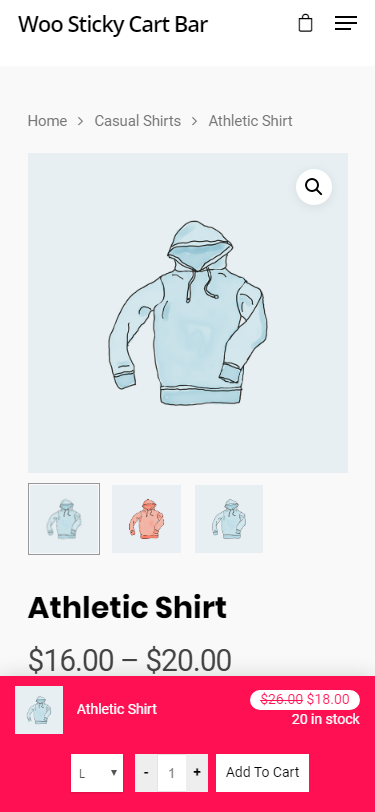 Woo Sticky Cart Bar
Home > Casual Shirts > Athletic Shirt
Athletic Shirt
$16.00 – $20.00
Athletic Shirt
$26.00 $18.00
20 in stock
L
- 1 +
Add To Cart